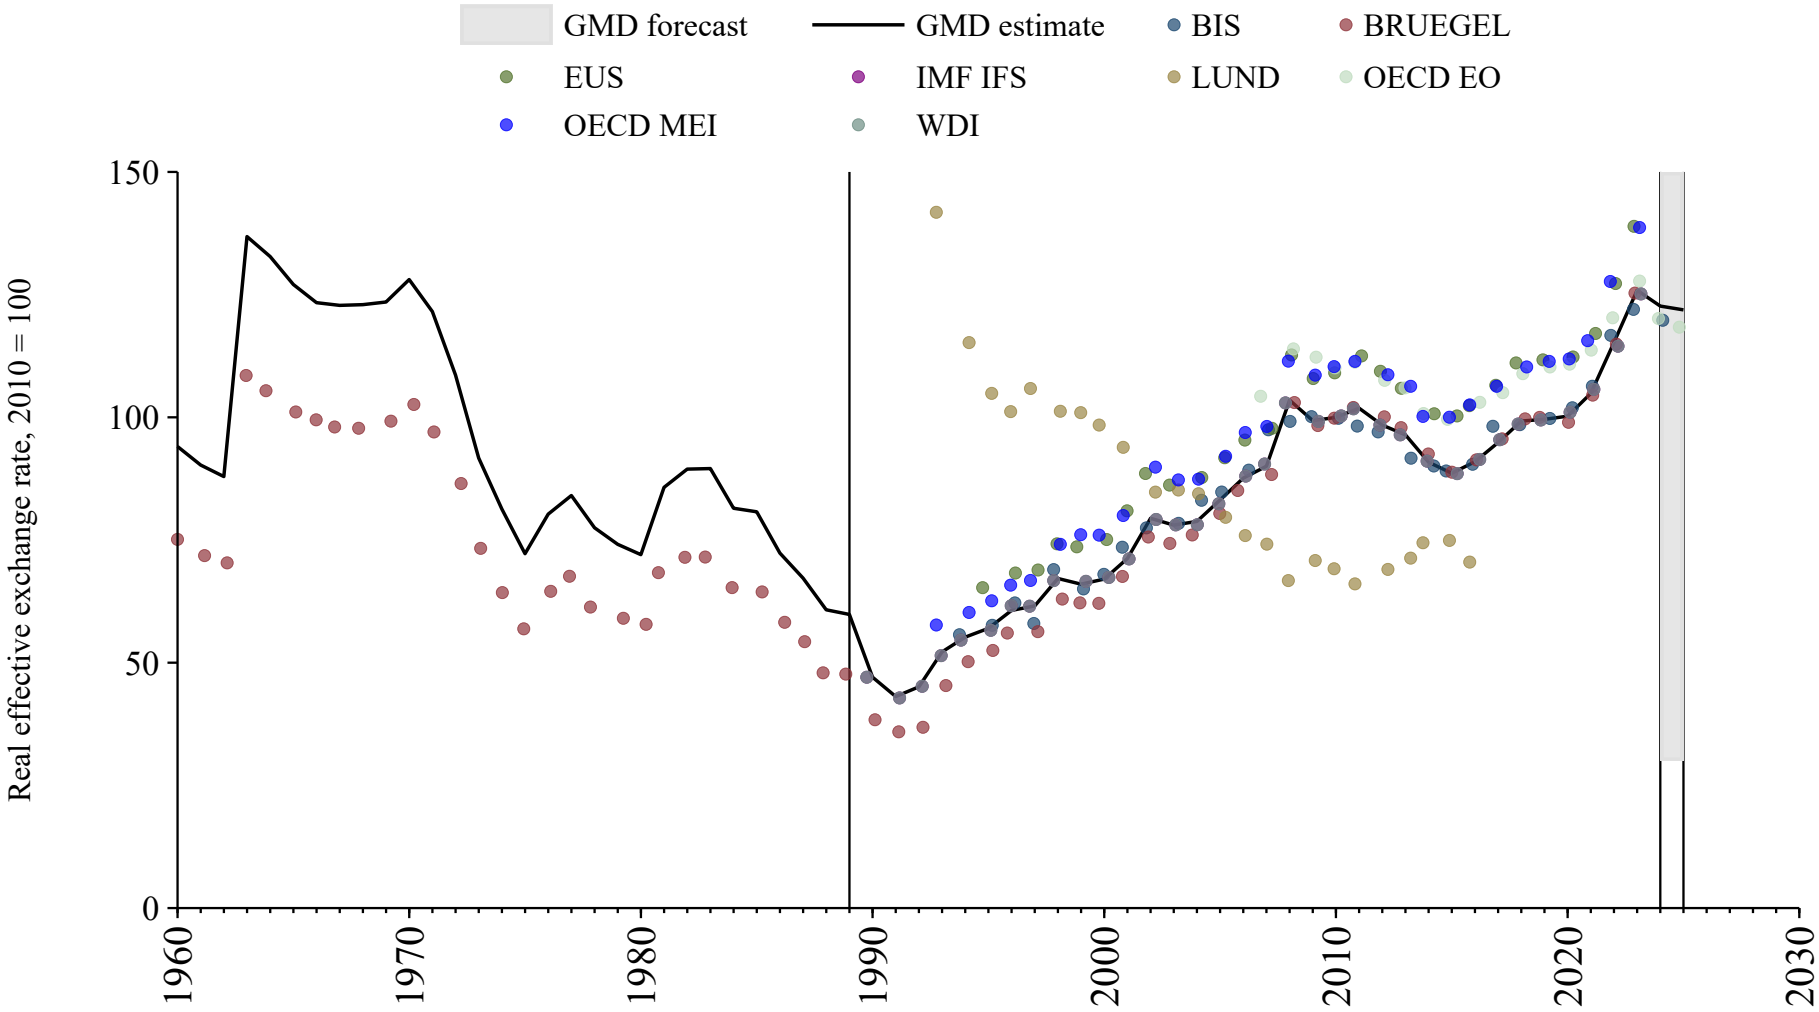 GMD forecast GMD estimate BIS BRUEGEL
EUS IMF IFS LUND OECD EO
OECD MEI WDI
Real effective exchange rate, 2010 = 100
150
100
50
0
1960 1970 1980 1990 2000 2010 2020 2030